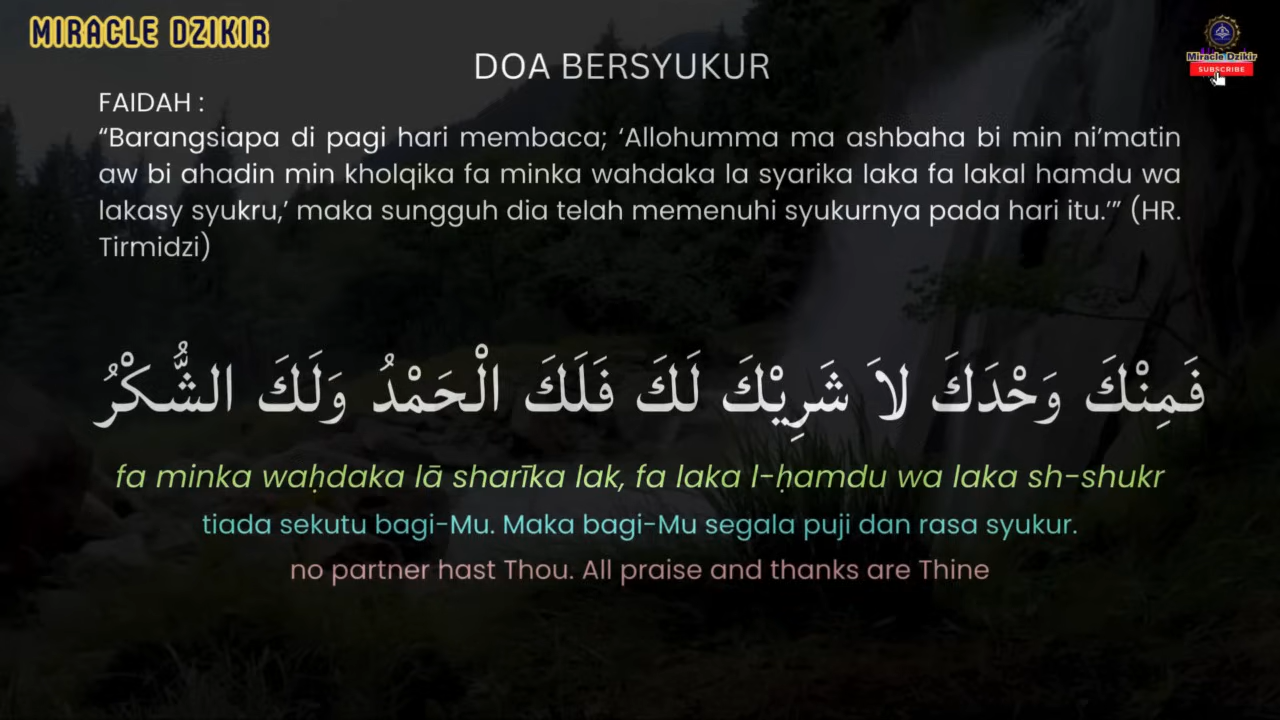 MIRACLE DZIKIR
Miracle Dzikir
SUBSCRIBE
DOA BERSYUKUR
FAIDAH :
“Barangsiapa di pagi hari membaca; ‘Allohumma ma ashbaha bi min ni’matin
aw bi ahadin min kholqika fa minka wahdaka la syarika laka fa lakal hamdu wa
lakasy syukru,’ maka sungguh dia telah memenuhi syukurnya pada hari itu.’” (HR.
Tirmidzi)
فَمِنْكَ وَحْدَكَ لاَ شَرِيْكَ لَكَ فَلَكَ الْحَمْدُ وَلَكَ الشُّكْرُ
fa minka waḥdaka lā sharīka lak, fa laka l-ḥamdu wa laka sh-shukr
tiada sekutu bagi-Mu. Maka bagi-Mu segala puji dan rasa syukur.
no partner hast Thou. All praise and thanks are Thine